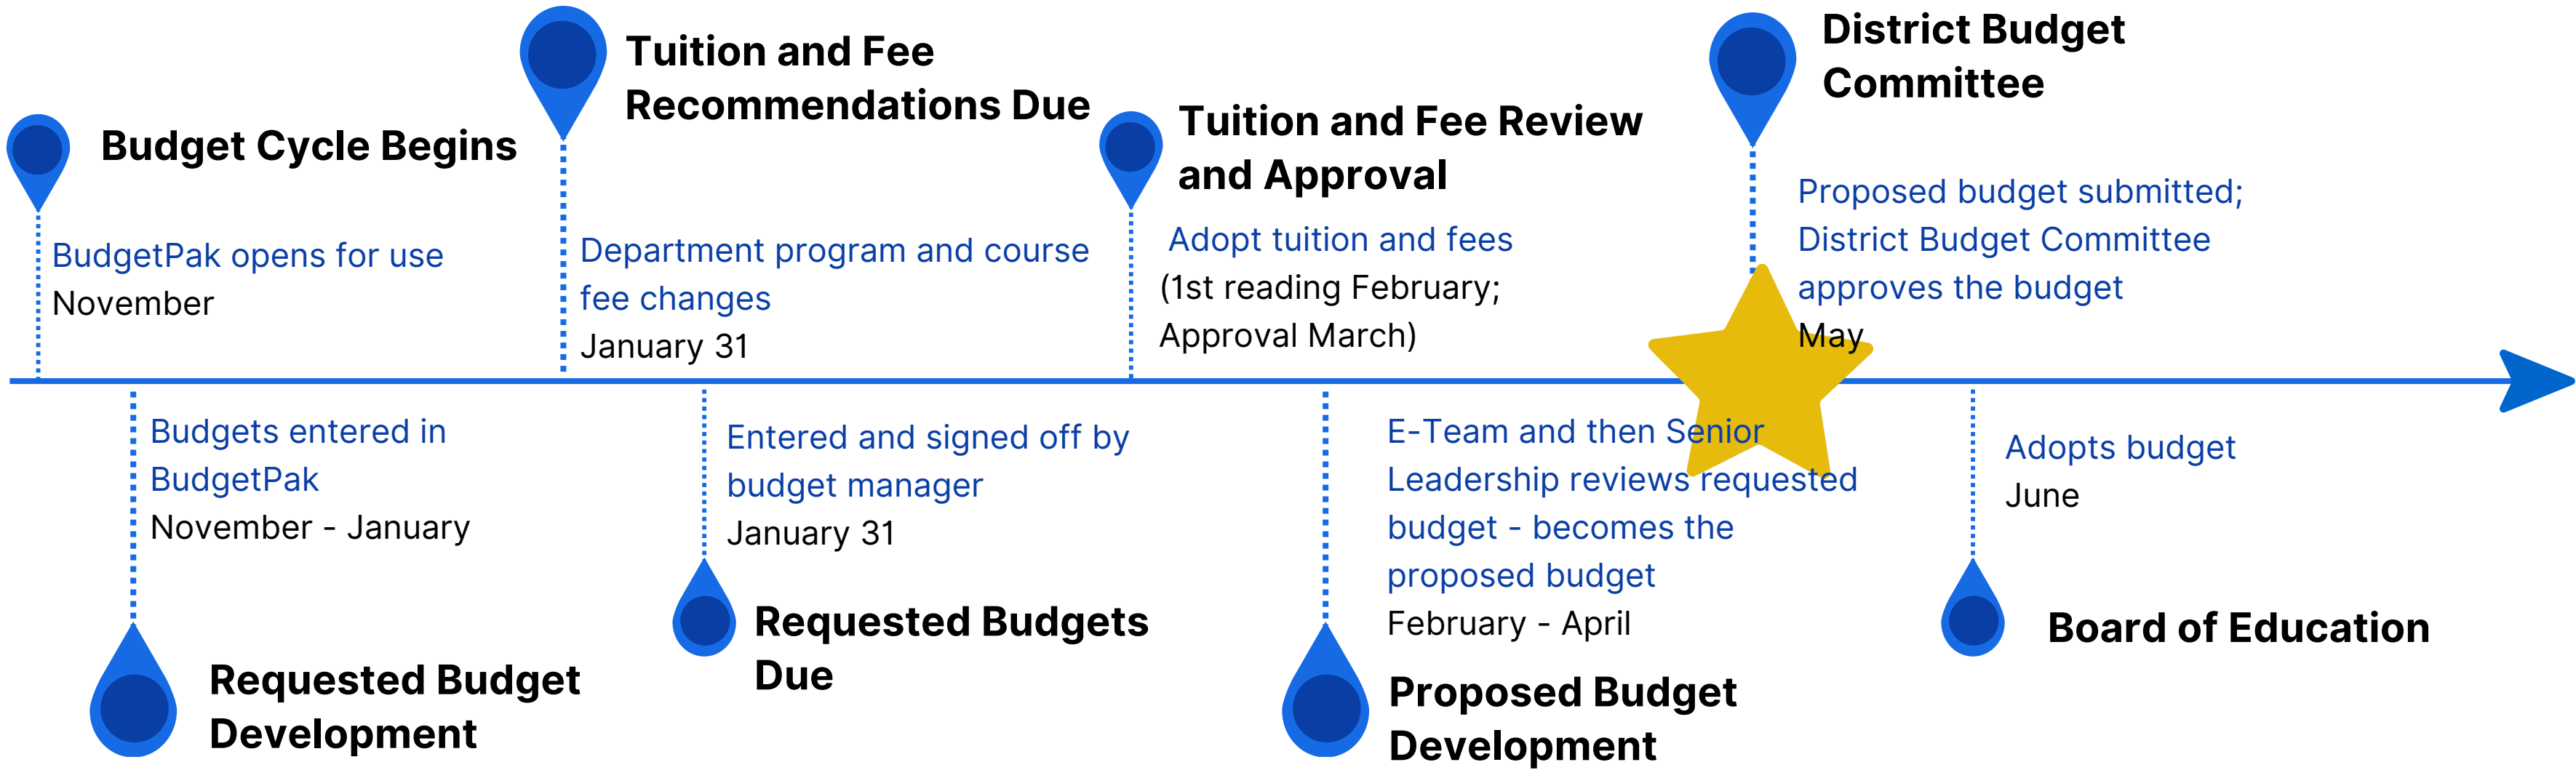 Budget Cycle Begins
BudgetPak opens for use
November
Budgets entered in
BudgetPak
November - January
Requested Budget
Development
Tuition and Fee
Recommendations Due
Department program and course
fee changes
January 31
Entered and signed off by
budget manager
January 31
Requested Budgets
Due
Tuition and Fee Review
and Approval
Adopt tuition and fees
(1st reading February;
Approval March)
E-Team and then Senior
Leadership reviews requested
budget - becomes the
proposed budget
February - April
Proposed Budget
Development
District Budget
Committee
Proposed budget submitted;
District Budget Committee
approves the budget
May
Adopts budget
June
Board of Education